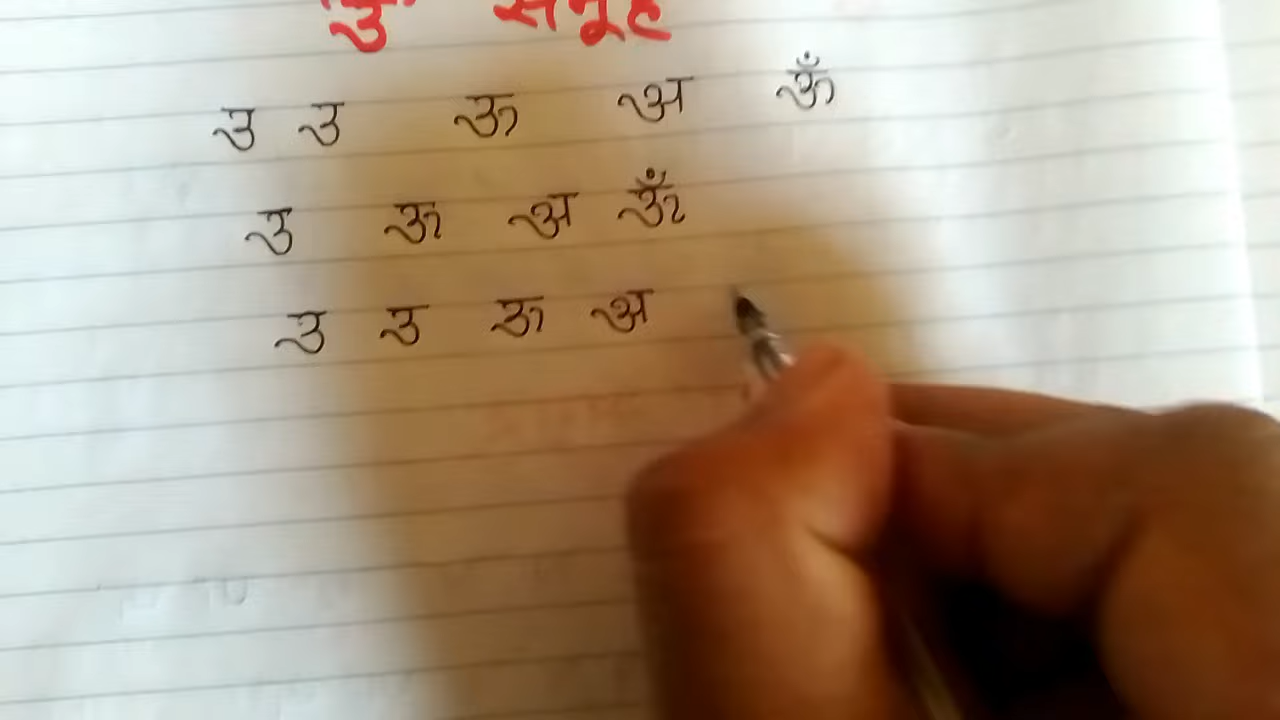 उ समूह
उ उ ऊ अ ॐ
उ ऊ अ ॐ
उ उ ऊ अ